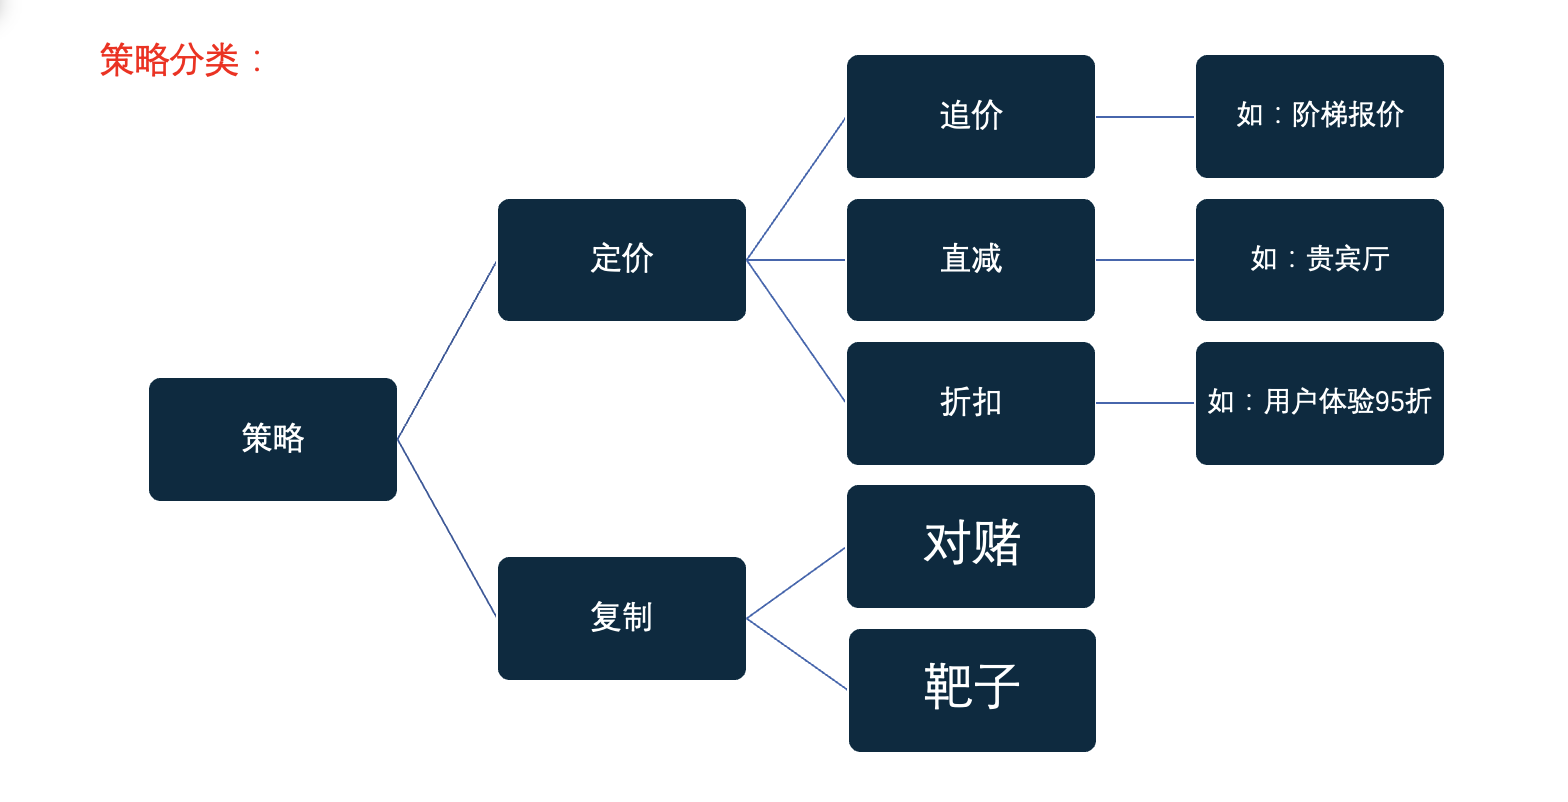 策略分类：
追价
如：阶梯报价
定价
直减
如：贵宾厅
折扣
如：用户体验95折
策略
对赌
复制
靶子